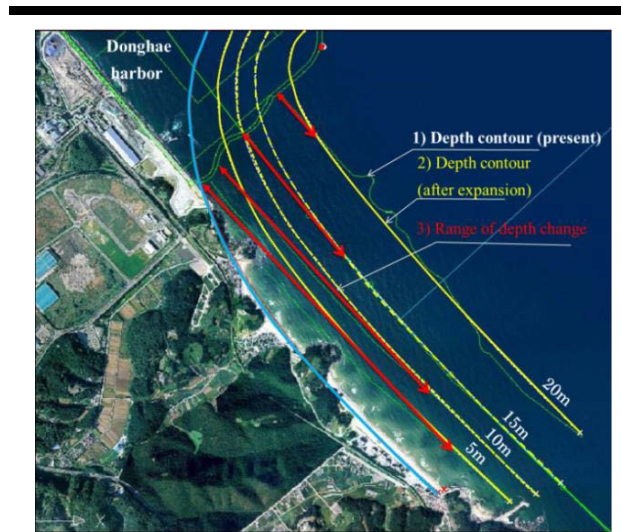 Donghae
harbor
1) Depth contour (present)
2) Depth contour
(after expansion)
3) Range of depth change
20m
15m
10m
5m
X